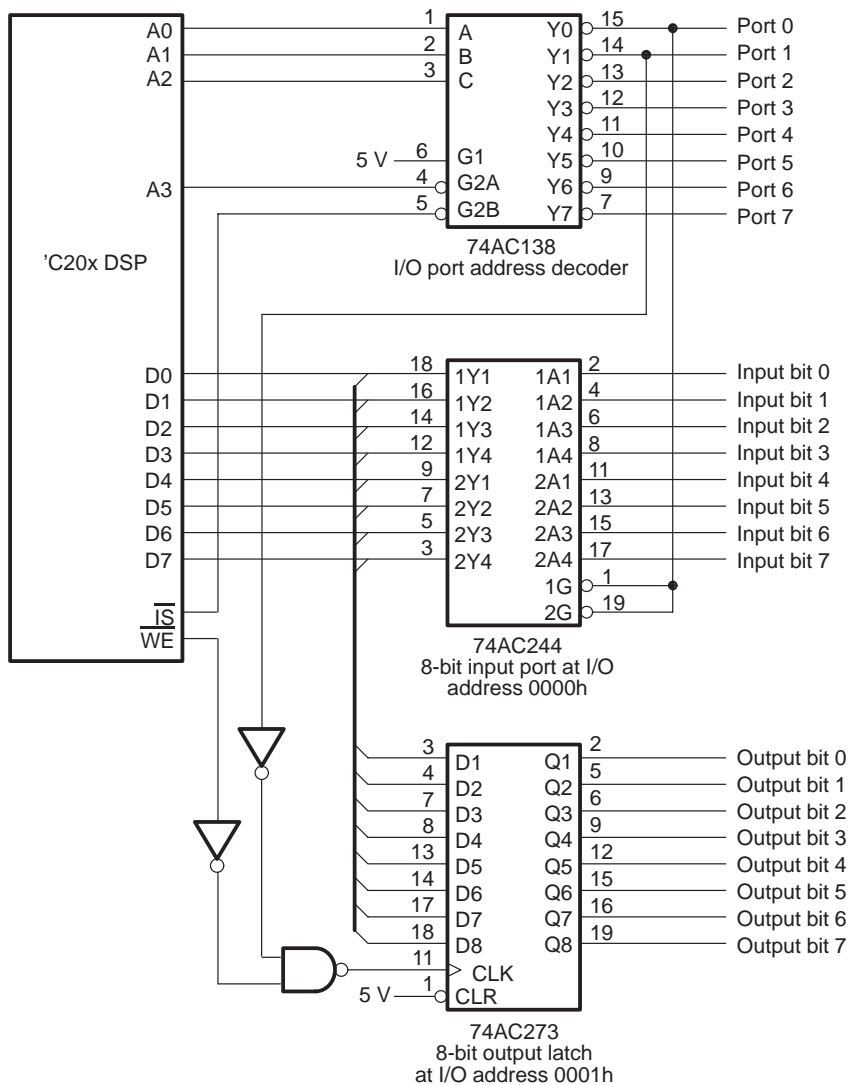 A0 1 A Y0 15 Port 0
A1 2 B Y1 14 Port 1
A2 3 C Y2 13 Port 2
Y3 12 Port 3
Y4 11 Port 4
5 V 6 G1 Y5 10 Port 5
A3 4 G2A Y6 9 Port 6
5 G2B Y7 7 Port 7
74AC138
I/O port address decoder
'C20x DSP
D0 18 1Y1 1A1 2 Input bit 0
D1 16 1Y2 1A2 4 Input bit 1
D2 14 1Y3 1A3 6 Input bit 2
D3 12 1Y4 1A4 8 Input bit 3
D4 9 2Y1 2A1 11 Input bit 4
D5 7 2Y2 2A2 13 Input bit 5
D6 5 2Y3 2A3 15 Input bit 6
D7 3 2Y4 2A4 17 Input bit 7
1G 1
IS 2G 19
WE
74AC244
8-bit input port at I/O
address 0000h
3 D1 Q1 2 Output bit 0
4 D2 Q2 5 Output bit 1
7 D3 Q3 6 Output bit 2
8 D4 Q4 9 Output bit 3
13 D5 Q5 12 Output bit 4
14 D6 Q6 15 Output bit 5
17 D7 Q7 16 Output bit 6
18 D8 Q8 19 Output bit 7
11 CLK
5 V 1 CLR
74AC273
8-bit output latch
at I/O address 0001h